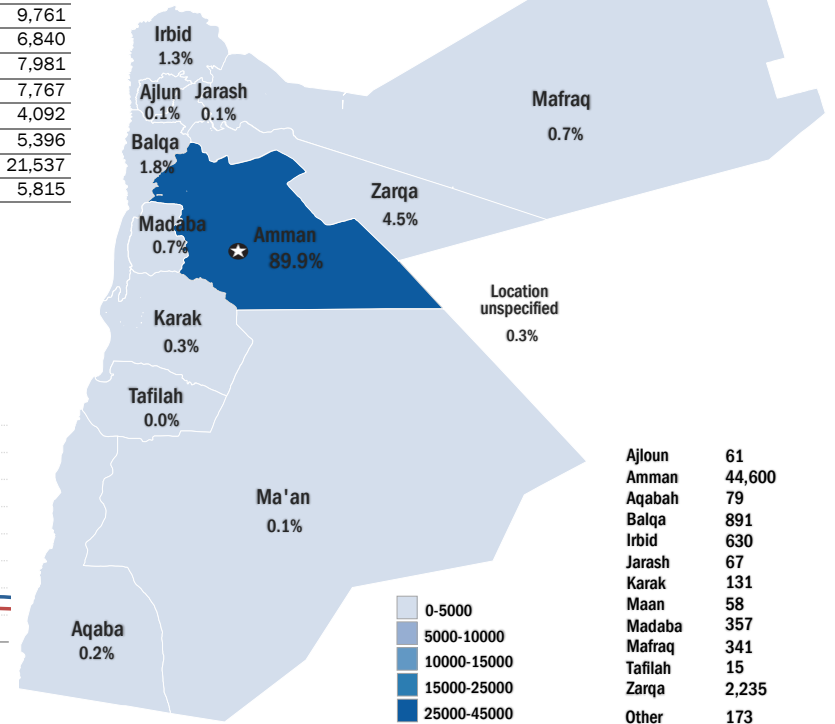 9,761
6,840
7,981
7,767
4,092
5,396
21,537
5,815
Irbid
1.3%
Ajlun
0.1%
Jarash
0.1%
Mafraq
0.7%
Balqa
1.8%
Zarqa
4.5%
Madaba
0.7%
Amman
89.9%
Location
unspecified
0.3%
Karak
0.3%
Tafilah
0.0%
Ma'an
0.1%
Aqaba
0.2%
0-5000
5000-10000
10000-15000
15000-25000
25000-45000
Ajloun 61
Amman 44,600
Aqabah 79
Balqa 891
Irbid 630
Jarash 67
Karak 131
Maan 58
Madaba 357
Mafraq 341
Tafilah 15
Zarqa 2,235
Other 173